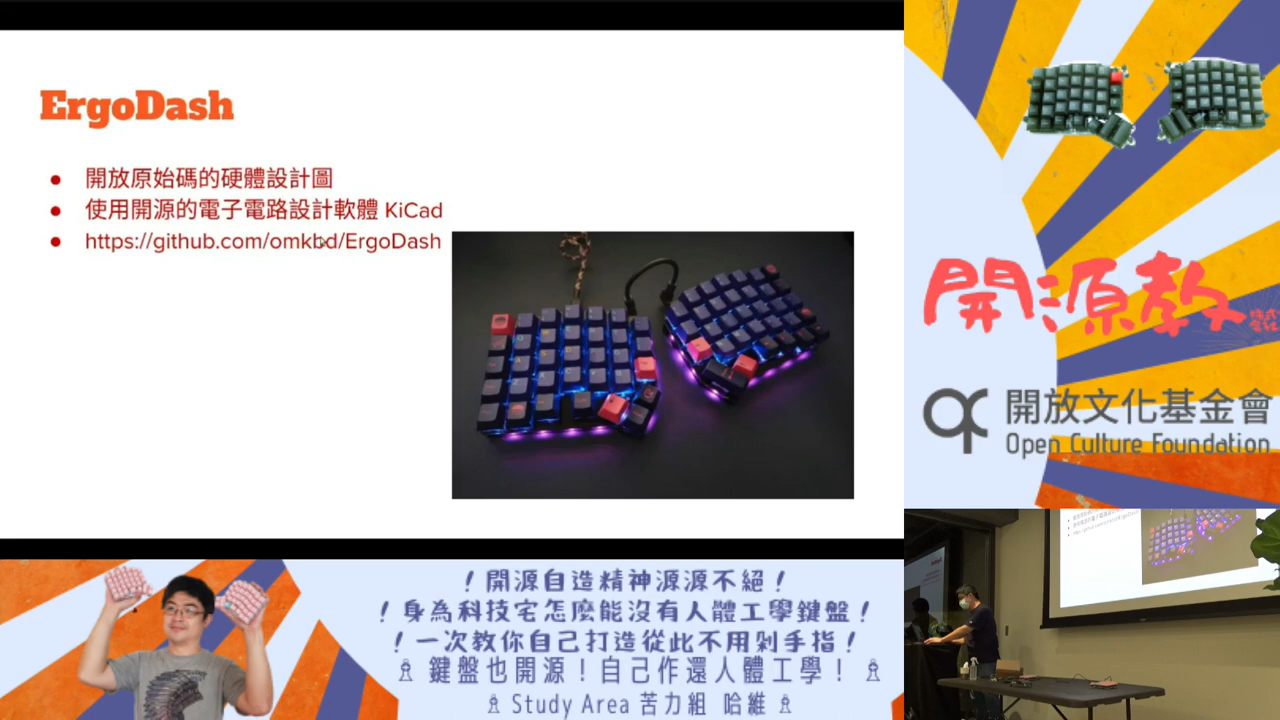 ErgoDash
● 開放原始碼的硬體設計圖
● 使用開源的電子電路設計軟體 KiCad
● https://github.com/omkbd/ErgoDash
開源教
株式
會社
開放文化基金會
Open Culture Foundation
！開源自造精神源源不絕！
！身為科技宅怎麼能沒有人體工學鍵盤！
！一次教你自己打造從此不用剁手指！
鍵盤也開源！自己作還人體工學！
Study Area 苦力組 哈維